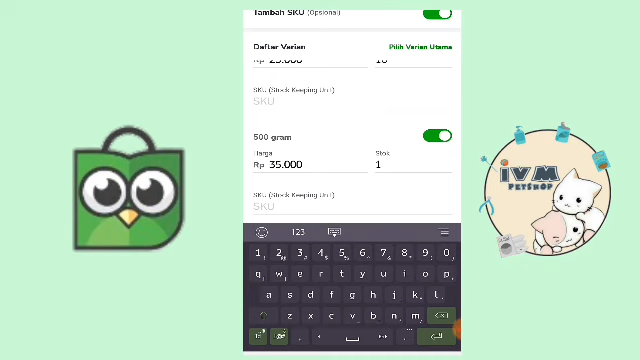 Tambah SKU (Opsional)
Daftar Varian
Pilih Varian Utama
Rp 25.000
10
SKU (Stock Keeping Unit)
SKU
500 gram
Harga
Stok
Rp 35.000
1
SKU (Stock Keeping Unit)
SKU
iVM
PETSHOP
123
1 2 3 4 5 6 7 8 9 0
q w e r t y u i o p
a s d f g h j k l
z x c v b n m